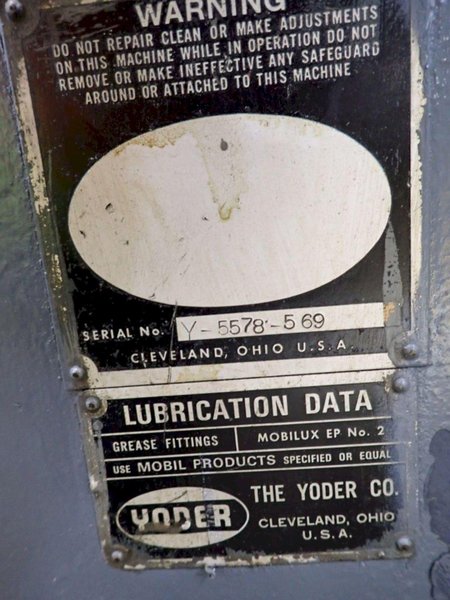 WARNING
DO NOT REPAIR CLEAN OR MAKE ADJUSTMENTS
ON THIS MACHINE WHILE IN OPERATION DO NOT
REMOVE OR MAKE INEFFECTIVE ANY SAFEGUARD
AROUND OR ATTACHED TO THIS MACHINE
SERIAL No. Y-5578-569
CLEVELAND, OHIO U.S.A.
LUBRICATION DATA
GREASE FITTINGS MOBILUX EP No. 2
USE MOBIL PRODUCTS SPECIFIED OR EQUAL
YODER THE YODER CO.
CLEVELAND, OHIO
U.S.A.